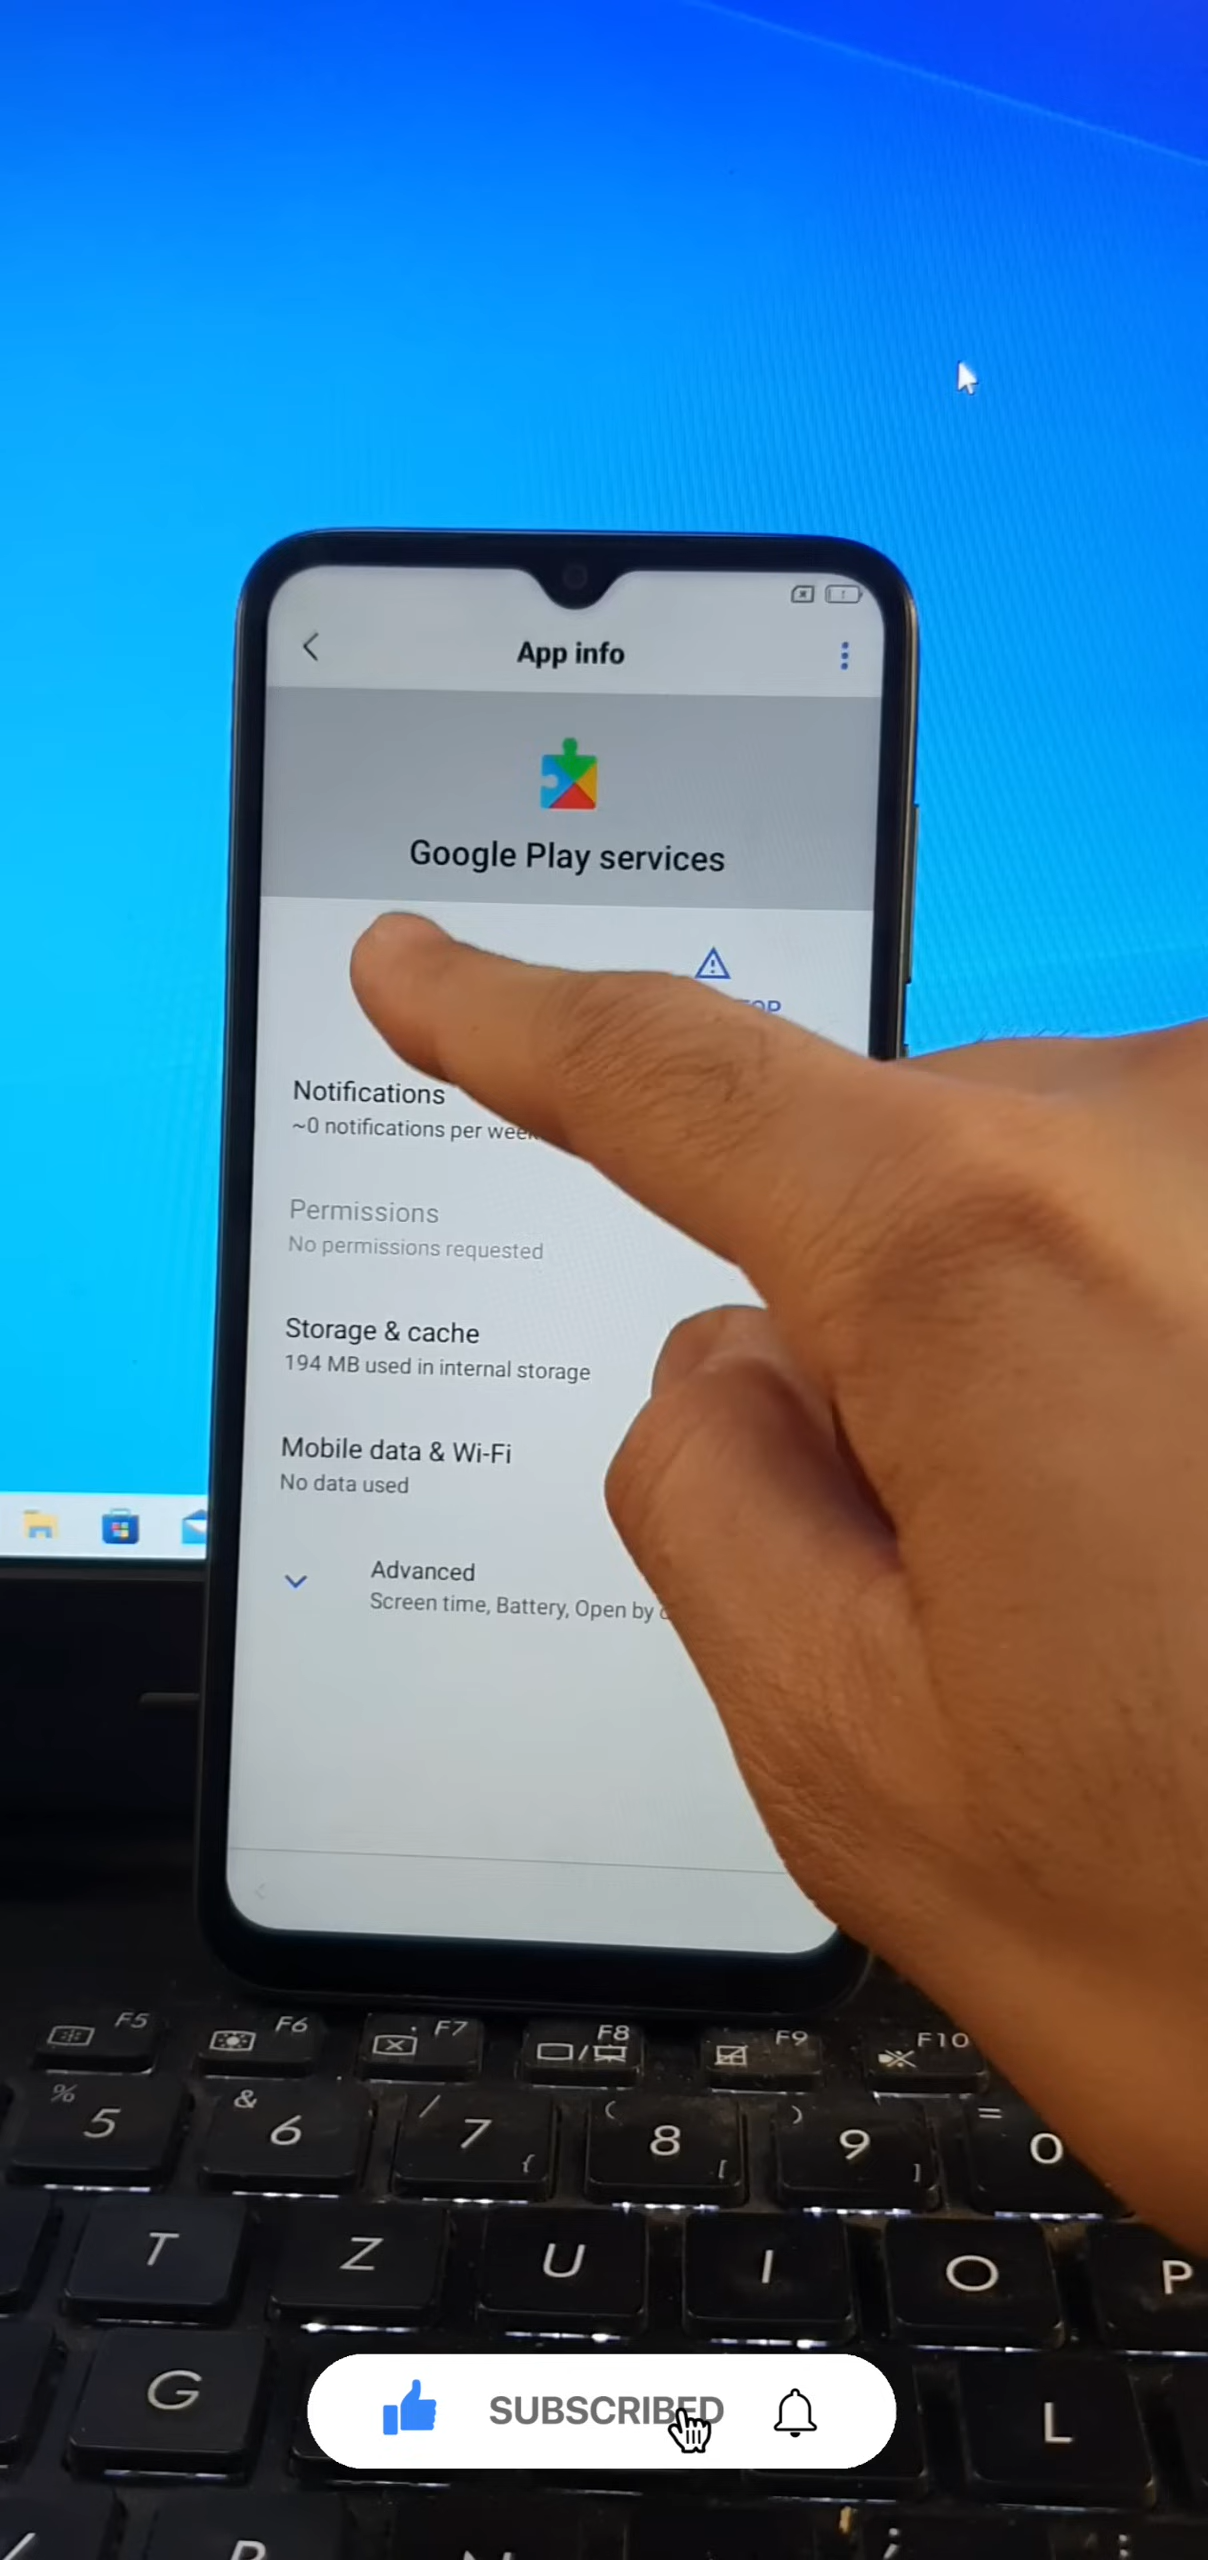 App info
Google Play services
Notifications
~0 notifications per week
Permissions
No permissions requested
Storage & cache
194 MB used in internal storage
Mobile data & Wi-Fi
No data used
Advanced
Screen time, Battery, Open by
F5 F6 F7 F8 F9 F10
% & / ( ) =
5 6 7 8 9 0
{ [ ]
T Z U I O P
G L
SUBSCRIBED